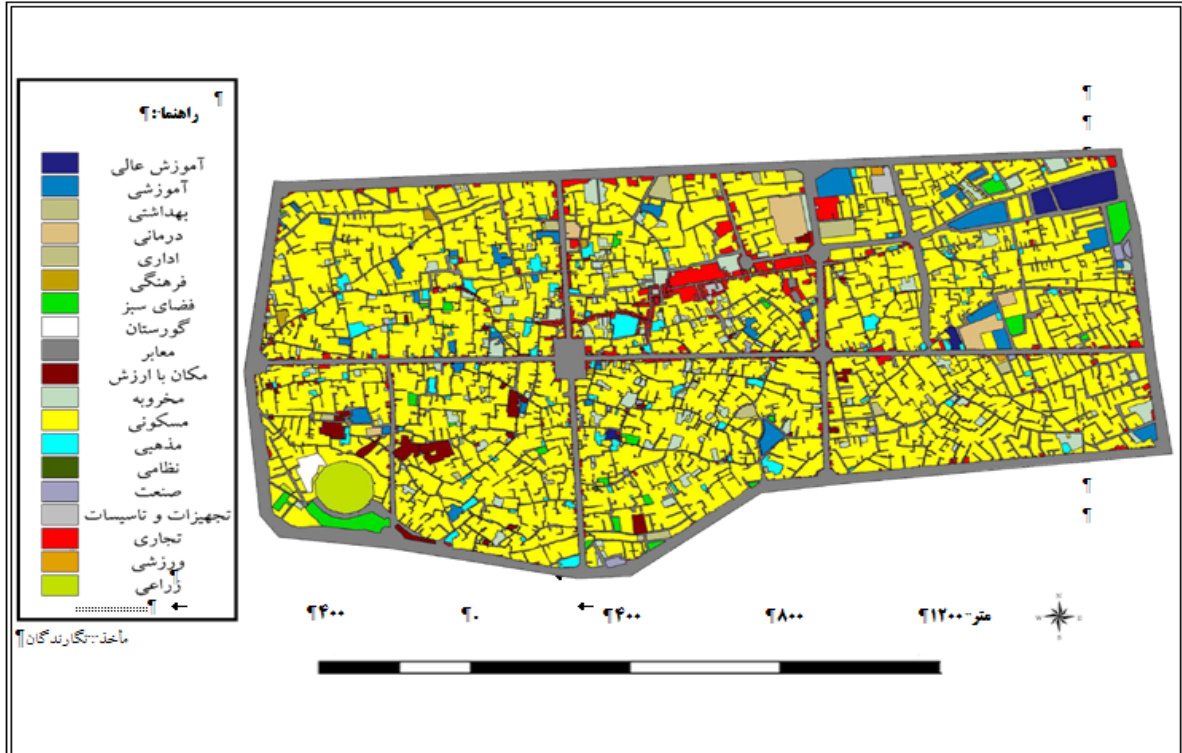 راهنما:¶
¶
آموزش عالی
آموزشی
بهداشتی
درمانی
اداری
فرهنگی
فضای سبز
گورستان
معابر
مکان با ارزش
مخروبه
مسکونی
مذهبی
نظامی
صنعت
تجهیزات و تاسیسات
تجاری
ورزشی
زراعی
¶
مأخذ: نگارندگان¶
¶
¶
¶
¶
¶۴۰۰ ¶۰ ¶۴۰۰ ¶۸۰۰ ¶۱۲۰۰ متر
N
W E
S